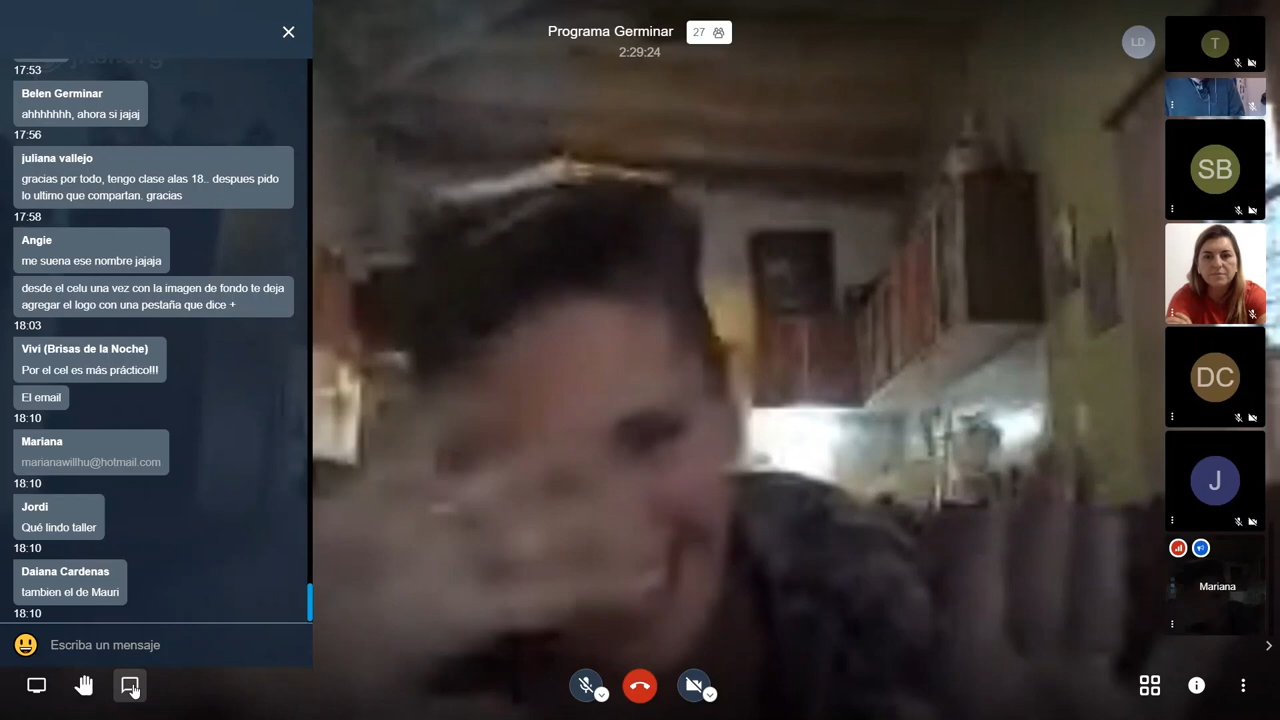 17:53
Belen Germinar
ahhhhhhh, ahora si jajaj
17:56
juliana vallejo
gracias por todo, tengo clase alas 18.. despues pido
lo ultimo que compartan. gracias
17:58
Angie
me suena ese nombre jajaja
desde el celu una vez con la imagen de fondo te deja
agregar el logo con una pestaña que dice +
18:03
Vivi (Brisas de la Noche)
Por el cel es más práctico!!!
El email
18:10
Mariana
marianawillhu@hotmail.com
18:10
Jordi
Qué lindo taller
18:10
Daiana Cardenas
tambien el de Mauri
18:10
Escriba un mensaje
Programa Germinar 27
2:29:24
LD
T
SB
DC
J
Mariana